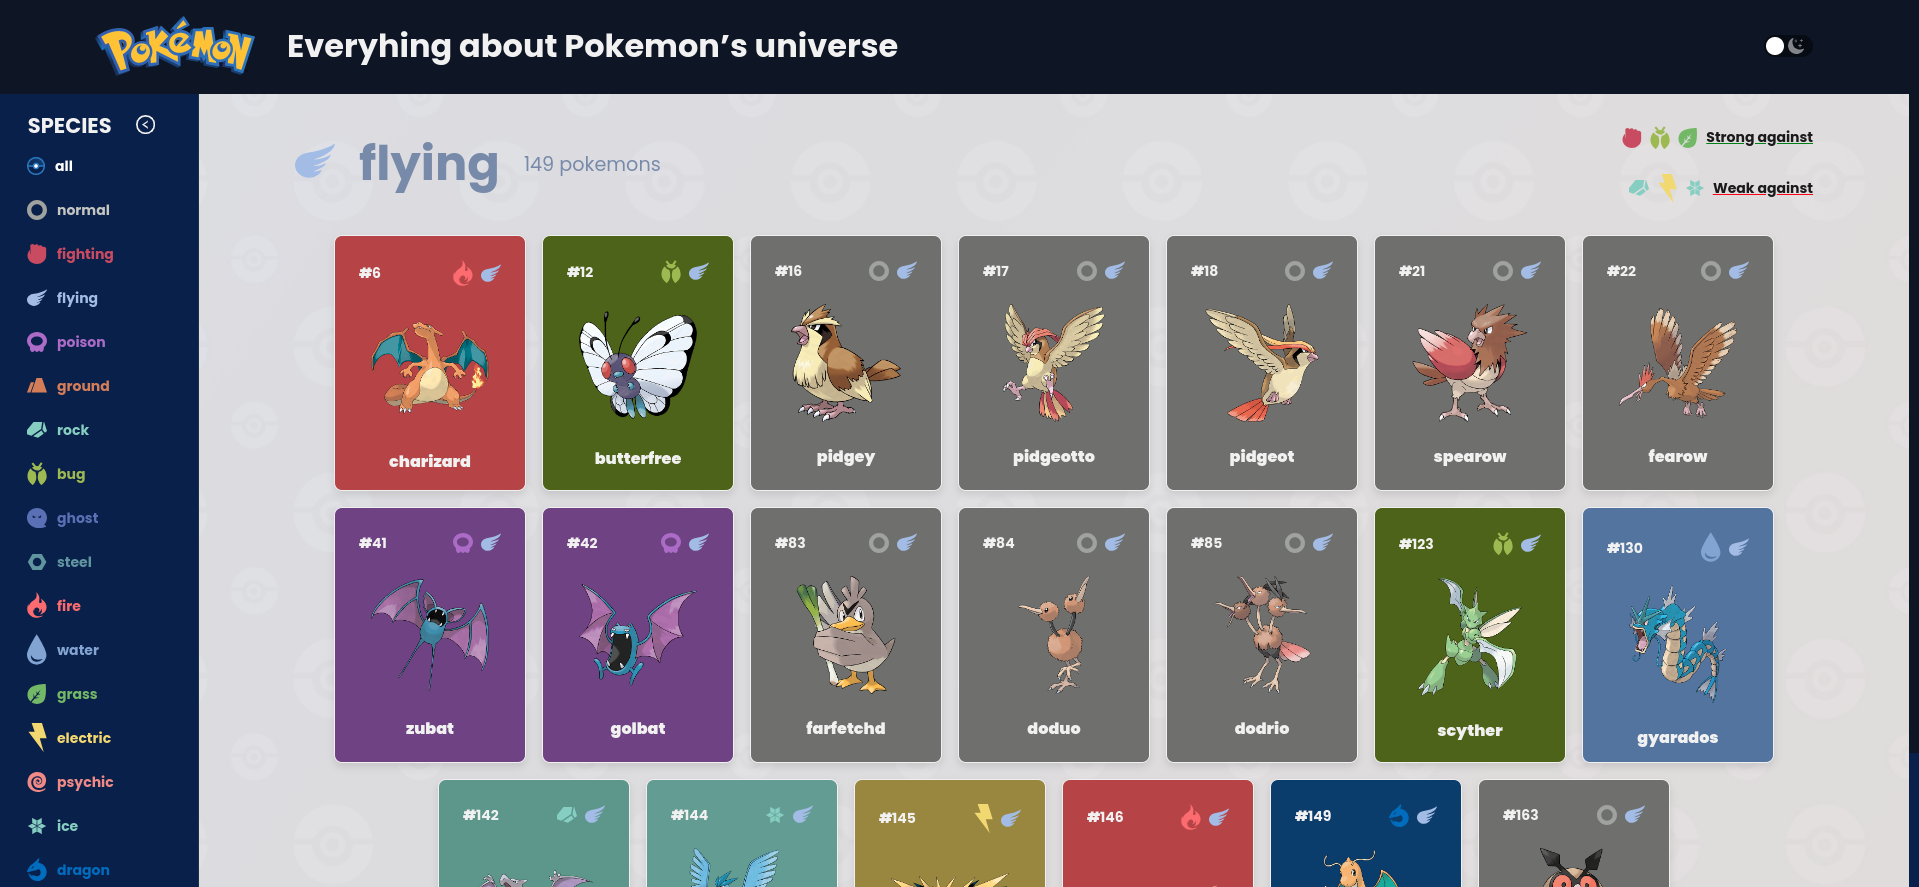 POKéMON
Everyhing about Pokemon’s universe
SPECIES
all
normal
fighting
flying
poison
ground
rock
bug
ghost
steel
fire
water
grass
electric
psychic
ice
dragon
flying 149 pokemons
Strong against
Weak against
#6
charizard
#12
butterfree
#16
pidgey
#17
pidgeotto
#18
pidgeot
#21
spearow
#22
fearow
#41
zubat
#42
golbat
#83
farfetchd
#84
doduo
#85
dodrio
#123
scyther
#130
gyarados
#142
#144
#145
#146
#149
#163